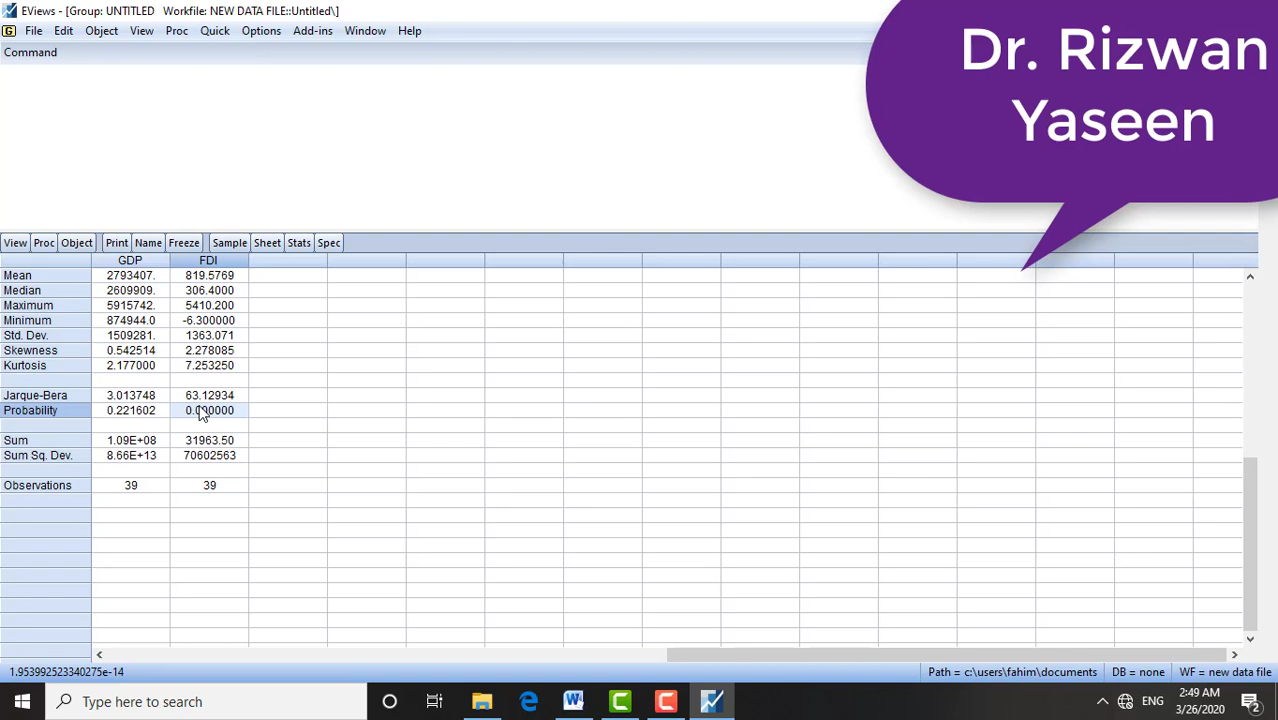 EViews - [Group: UNTITLED   Workfile: NEW DATA FILE::Untitled\]
File Edit Object View Proc Quick Options Add-ins Window Help
Command
Dr. Rizwan
Yaseen
View Proc Object Print Name Freeze Sample Sheet Stats Spec
GDP FDI
Mean 2793407. 819.5769
Median 2609909. 306.4000
Maximum 5915742. 5410.200
Minimum 874944.0 -6.300000
Std. Dev. 1509281. 1363.071
Skewness 0.542514 2.278085
Kurtosis 2.177000 7.253250
Jarque-Bera 3.013748 63.12934
Probability 0.221602 0.000000
Sum 1.09E+08 31963.50
Sum Sq. Dev. 8.66E+13 70602563
Observations 39 39
1.953992523340275e-14 Path = c:\users\fahim\documents DB = none WF = new data file
Type here to search
ENG
2:49 AM
3/26/2020
2